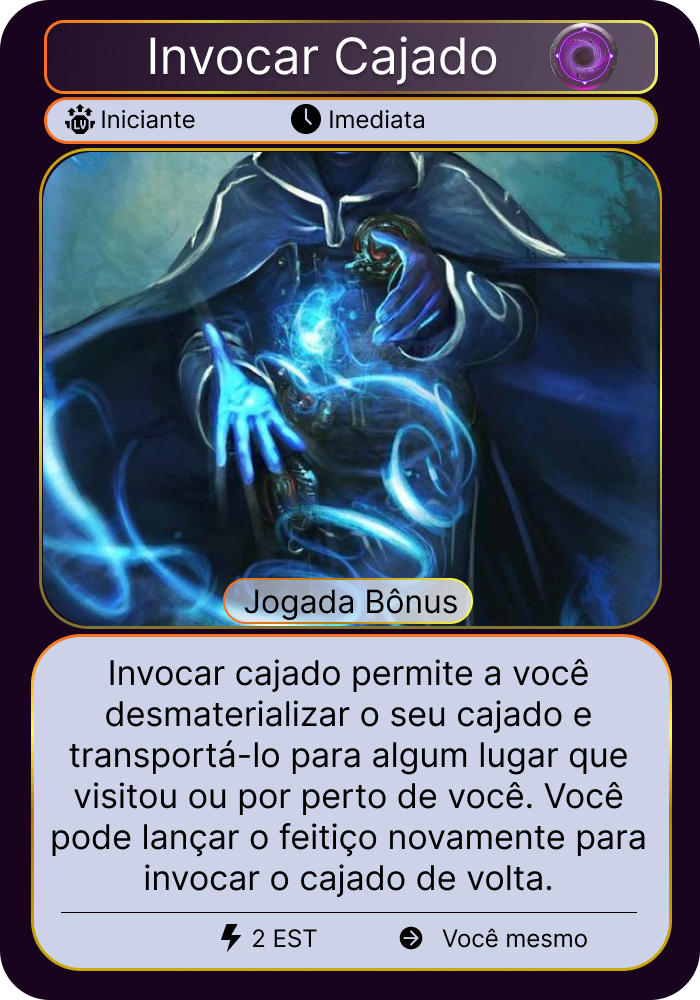 Invocar Cajado
LV Iniciante Imediata
Jogada Bônus
Invocar cajado permite a você
desmaterializar o seu cajado e
transportá-lo para algum lugar que
visitou ou por perto de você. Você
pode lançar o feitiço novamente para
invocar o cajado de volta.
2 EST Você mesmo